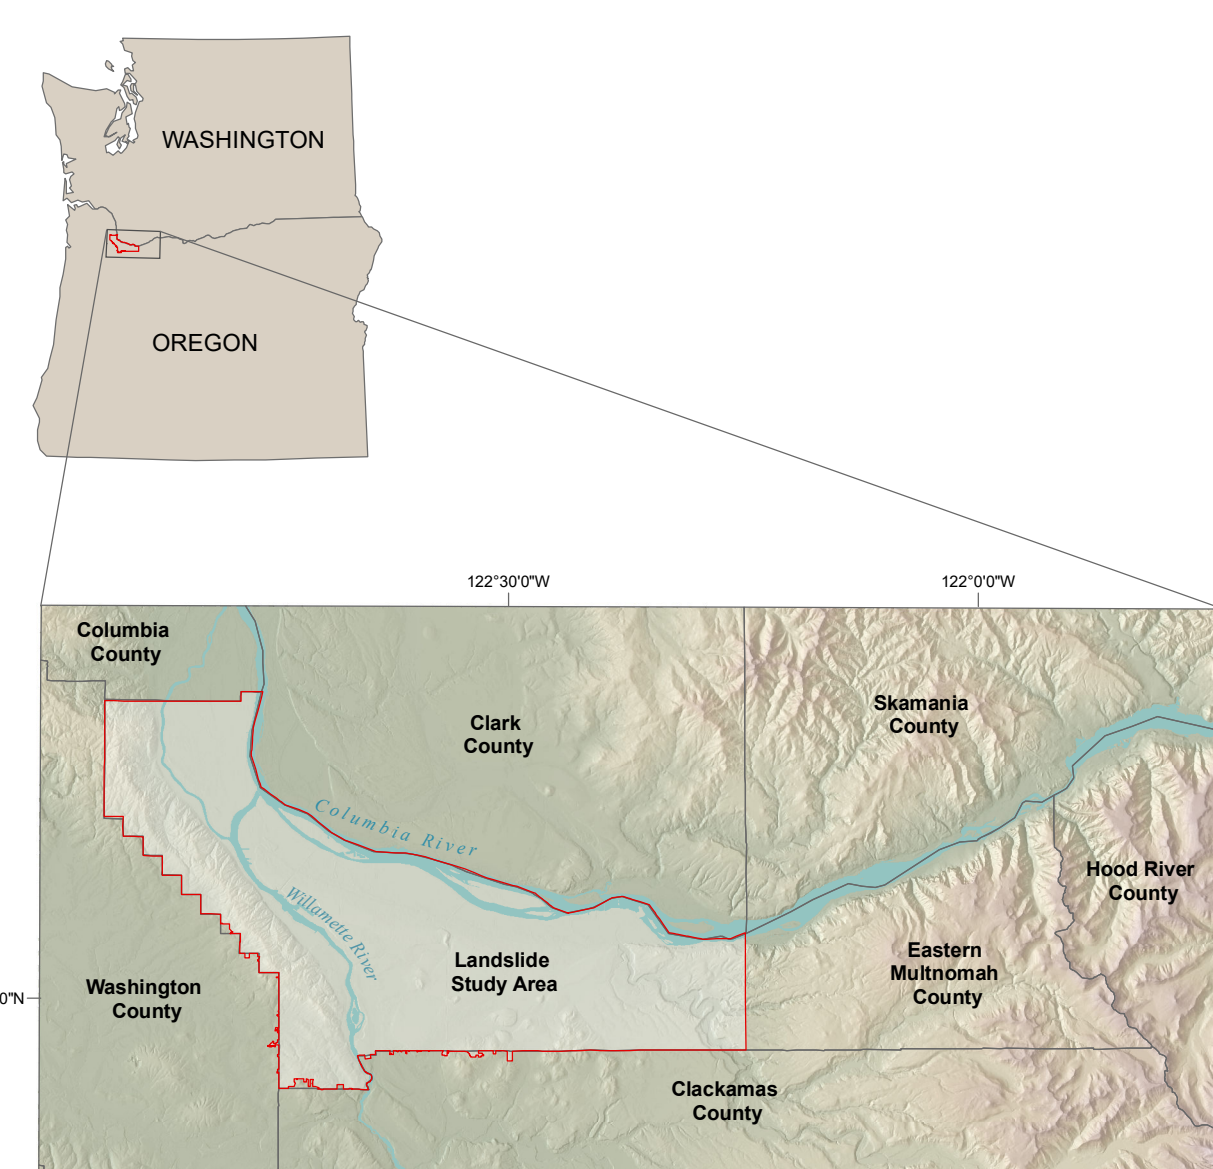 WASHINGTON
OREGON
122°30'0"W
122°0'0"W
Columbia
County
Clark
County
Skamania
County
Columbia River
Hood River
County
Willamette River
Landslide
Study Area
Eastern
Multnomah
County
Washington
County
0"N
Clackamas
County